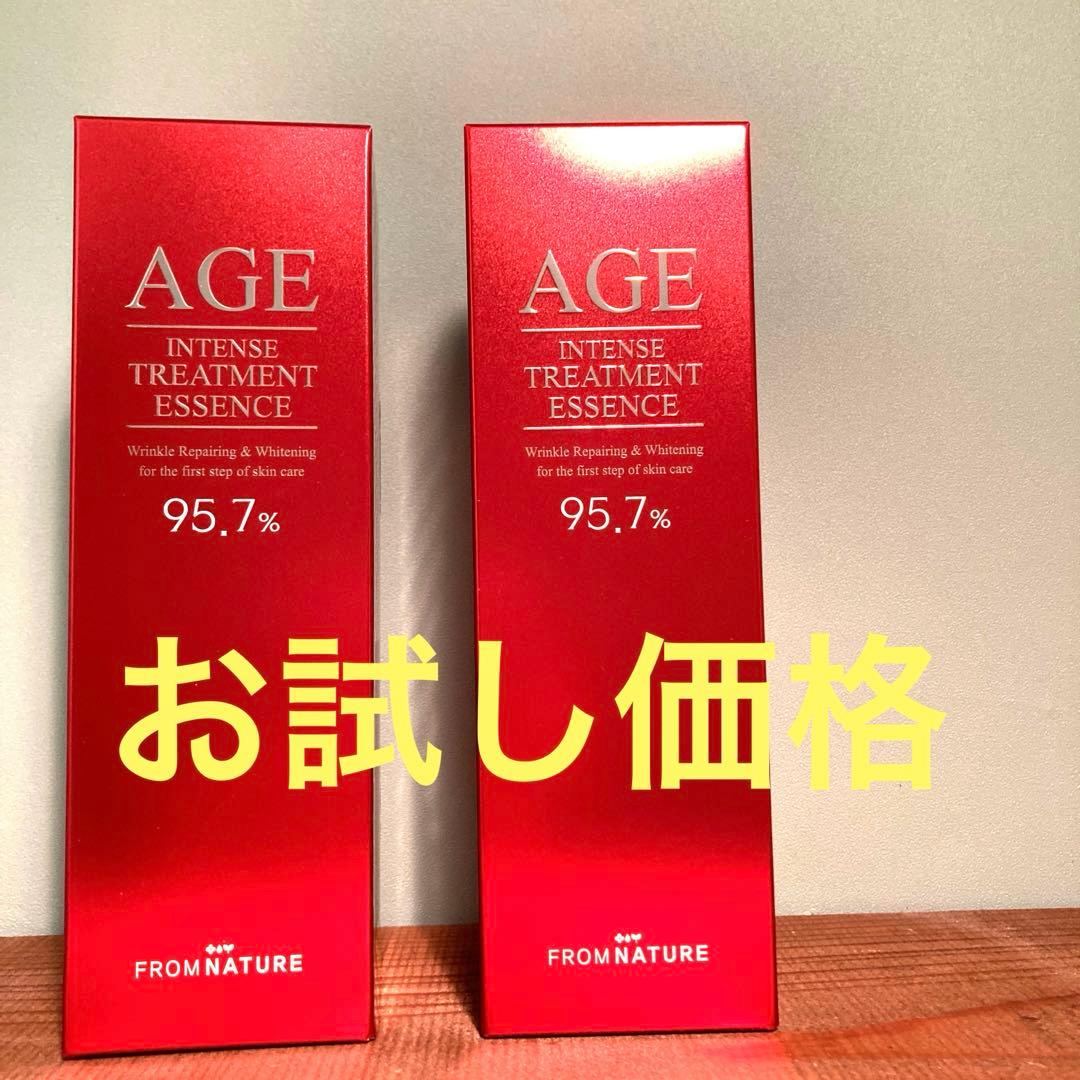 AGE
INTENSE
TREATMENT
ESSENCE
Wrinkle Repairing & Whitening
for the first step of skin care
95.7%
FROMNATURE
AGE
INTENSE
TREATMENT
ESSENCE
Wrinkle Repairing & Whitening
for the first step of skin care
95.7%
FROMNATURE
お試し価格